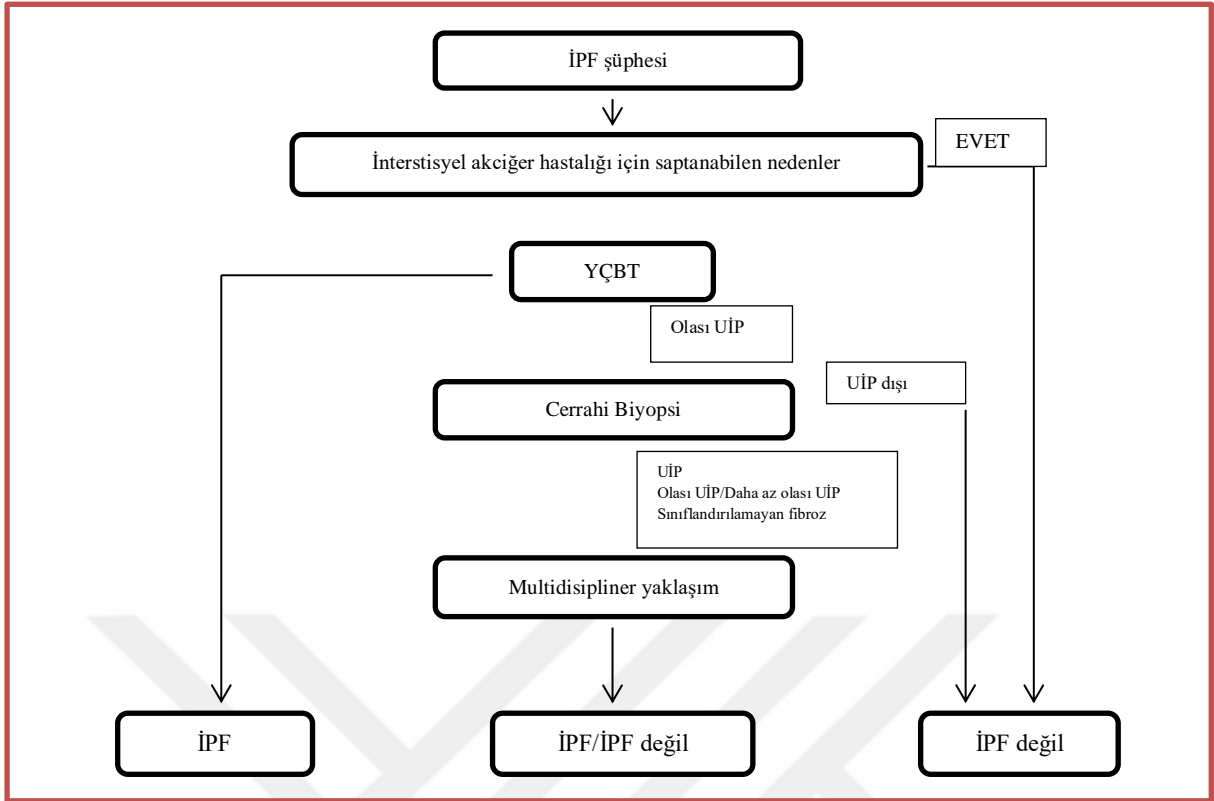 İPF şüphesi
EVET
İnterstisyel akciğer hastalığı için saptanabilen nedenler
YÇBT
Olası UİP
UİP dışı
Cerrahi Biyopsi
UİP
Olası UİP/Daha az olası UİP
Sınıflandırılamayan fibroz
Multidisipliner yaklaşım
İPF
İPF/İPF değil
İPF değil